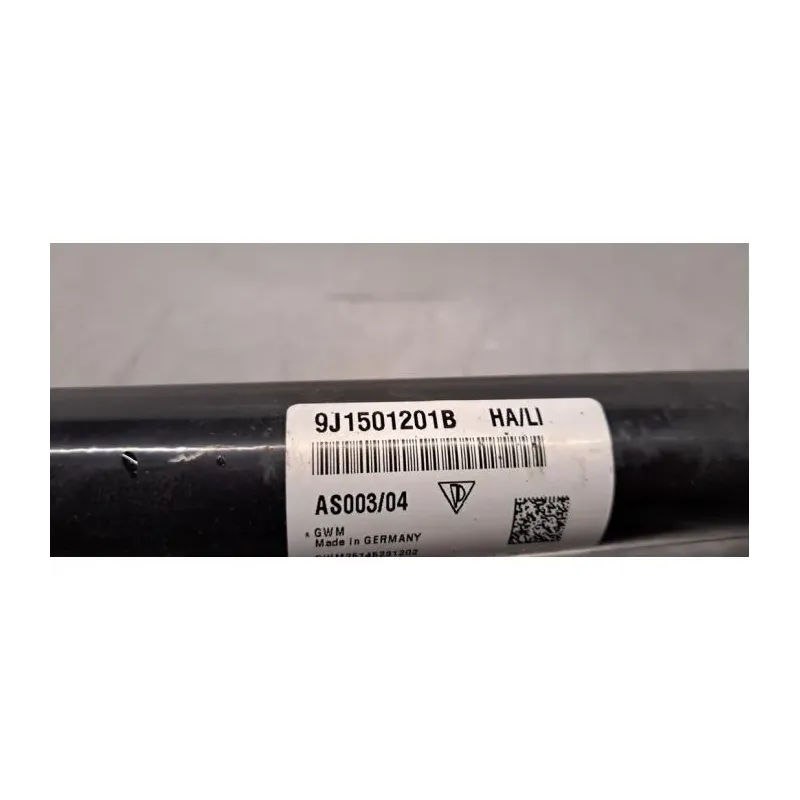 9J1501201B HA/LI
AS003/04
GWM
Made in GERMANY